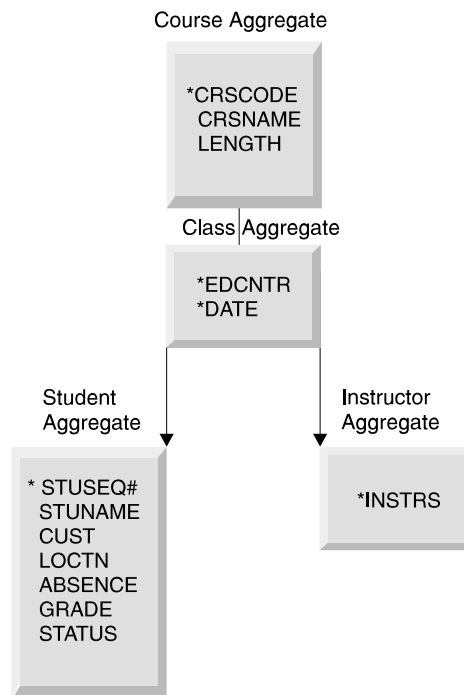 Course Aggregate
*CRSCODE
CRSNAME
LENGTH
Class Aggregate
*EDCNTR
*DATE
Student
Aggregate
* STUSEQ#
STUNAME
CUST
LOCTN
ABSENCE
GRADE
STATUS
Instructor
Aggregate
*INSTRS